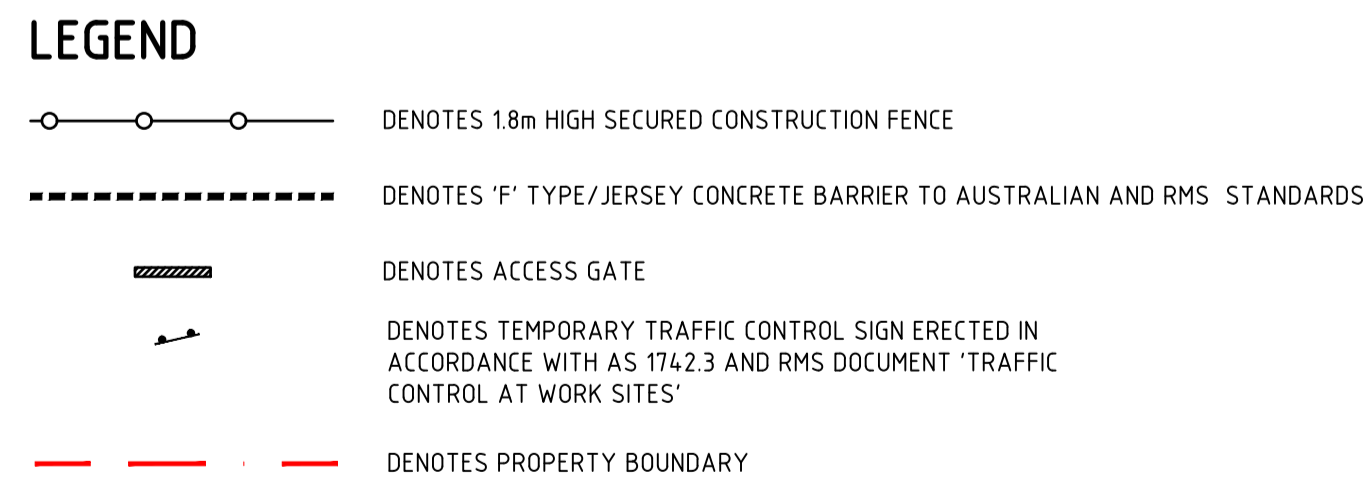 LEGEND
DENOTES 1.8m HIGH SECURED CONSTRUCTION FENCE
DENOTES 'F' TYPE/JERSEY CONCRETE BARRIER TO AUSTRALIAN AND RMS STANDARDS
DENOTES ACCESS GATE
DENOTES TEMPORARY TRAFFIC CONTROL SIGN ERECTED IN
ACCORDANCE WITH AS 1742.3 AND RMS DOCUMENT 'TRAFFIC
CONTROL AT WORK SITES'
DENOTES PROPERTY BOUNDARY